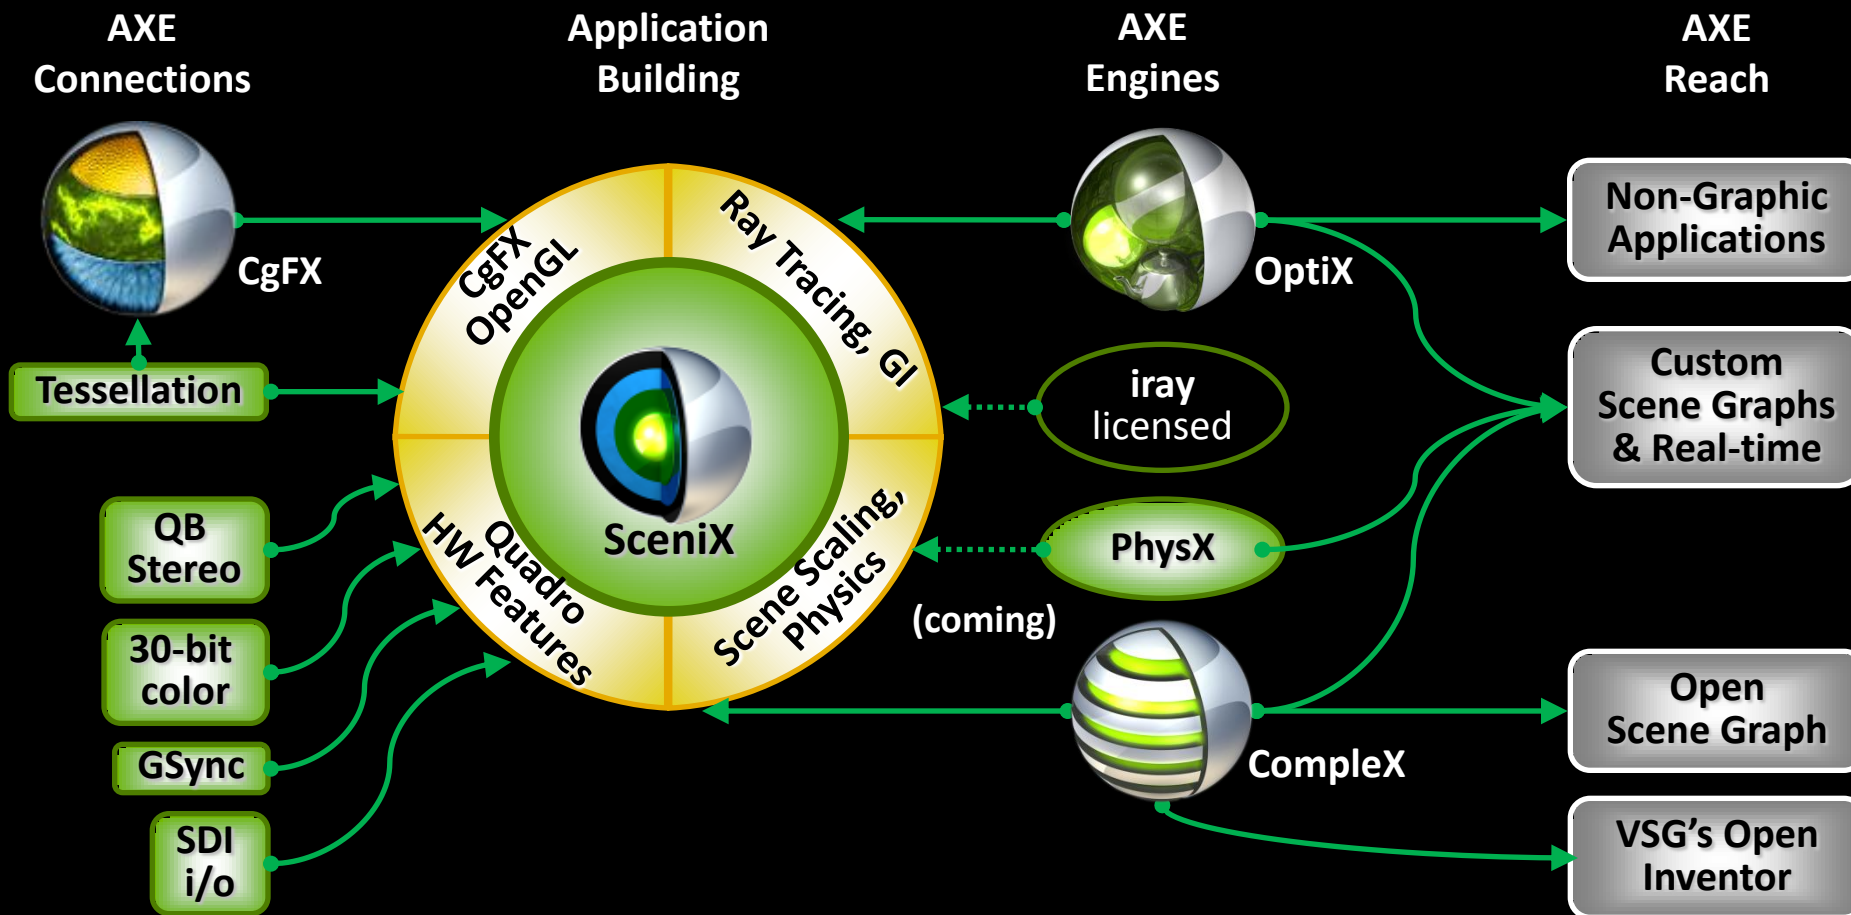 AXE
Connections
Application
Building
AXE
Engines
AXE
Reach
CgFX
Tessellation
QB
Stereo
30-bit
color
GSync
SDI
i/o
CgFX
OpenGL
Ray Tracing, GI
Quadro
HW Features
Scene Scaling,
Physics
SceniX
OptiX
iray
licensed
PhysX
(coming)
CompleX
Non-Graphic
Applications
Custom
Scene Graphs
& Real-time
Open
Scene Graph
VSG's Open
Inventor